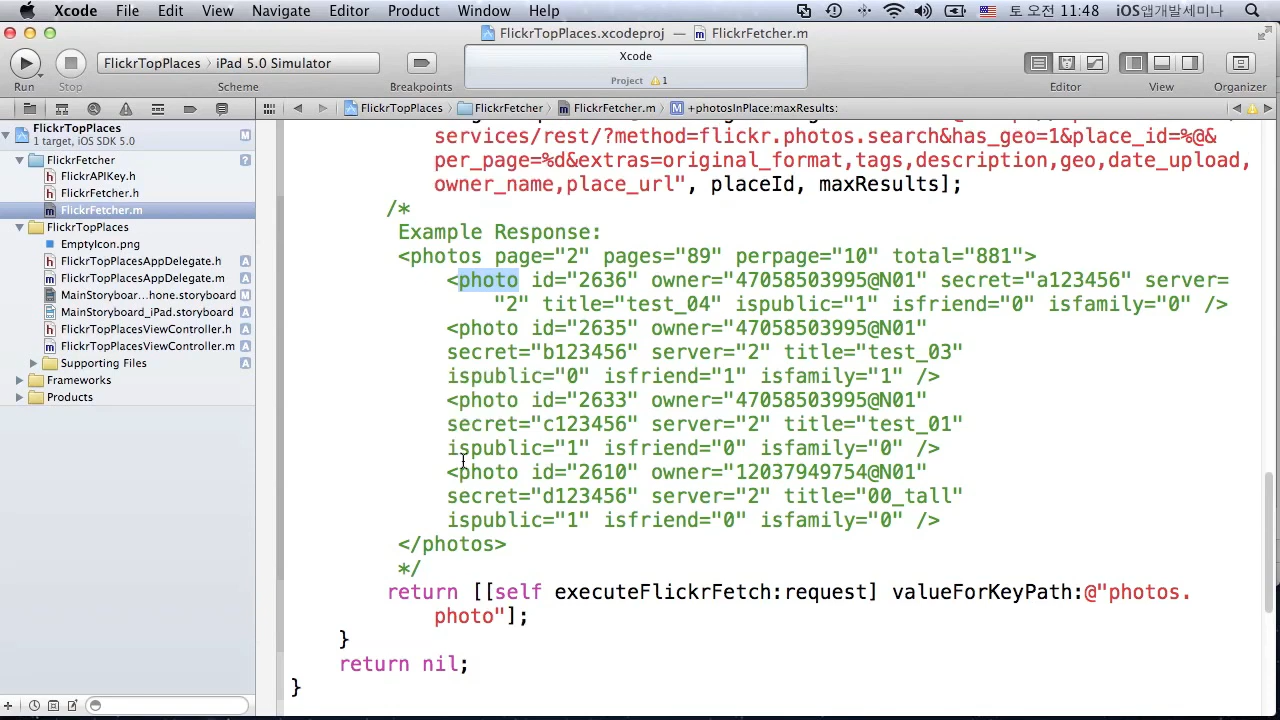 Xcode File Edit View Navigate Editor Product Window Help 토 오전 11:48 iOS앱개발세미나
FlickrTopPlaces.xcodeproj — FlickrFetcher.m
FlickrTopPlaces iPad 5.0 Simulator
Xcode
Project 1
Run Stop Scheme Breakpoints Editor View Organizer
FlickrTopPlaces FlickrFetcher FlickrFetcher.m +photosInPlace:maxResults:
FlickrTopPlaces M
1 target, iOS SDK 5.0
FlickrFetcher ?
FlickrAPIKey.h
FlickrFetcher.h
FlickrFetcher.m
FlickrTopPlaces
EmptyIcon.png
FlickrTopPlacesAppDelegate.h A
FlickrTopPlacesAppDelegate.m A
MainStoryboar...hone.storyboard M
MainStoryboard_iPad.storyboard A
FlickrTopPlacesViewController.h A
FlickrTopPlacesViewController.m A
Supporting Files A
Frameworks
Products
services/rest/?method=flickr.photos.search&has_geo=1&place_id=%@&
per_page=%d&extras=original_format,tags,description,geo,date_upload,
owner_name,place_url", placeId, maxResults];
/*
Example Response:
<photos page="2" pages="89" perpage="10" total="881">
<photo id="2636" owner="47058503995@N01" secret="a123456" server=
"2" title="test_04" ispublic="1" isfriend="0" isfamily="0" />
<photo id="2635" owner="47058503995@N01"
secret="b123456" server="2" title="test_03"
ispublic="0" isfriend="1" isfamily="1" />
<photo id="2633" owner="47058503995@N01"
secret="c123456" server="2" title="test_01"
ispublic="1" isfriend="0" isfamily="0" />
<photo id="2610" owner="12037949754@N01"
secret="d123456" server="2" title="00_tall"
ispublic="1" isfriend="0" isfamily="0" />
</photos>
*/
return [[self executeFlickrFetch:request] valueForKeyPath:@"photos.
photo"];
}
return nil;
}